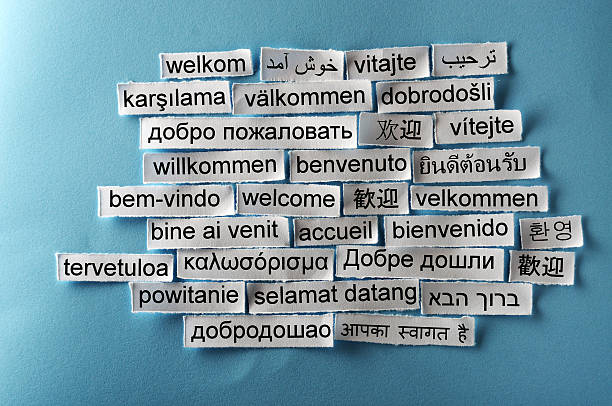 welkom خوش آمد vitajte ترحيب
karşılama välkommen dobrodošli
добро пожаловать 欢迎 vítejte
willkommen benvenuto ยินดีต้อนรับ
bem-vindo welcome 歡迎 velkommen
bine ai venit accueil bienvenido 환영
tervetuloa καλωσόρισμα Добре дошли 歡迎
powitanie selamat datang ברוך הבא
добродошао आपका स्वागत है